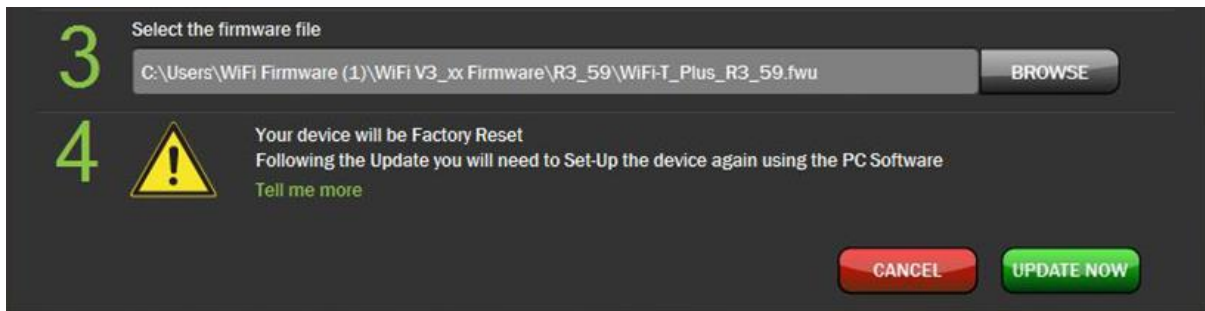 3
Select the firmware file
C:\Users\WiFi Firmware (1)\WiFi V3_xx Firmware\R3_59\WiFi-T_Plus_R3_59.fwu
BROWSE
4
Your device will be Factory Reset
Following the Update you will need to Set-Up the device again using the PC Software
Tell me more
CANCEL
UPDATE NOW